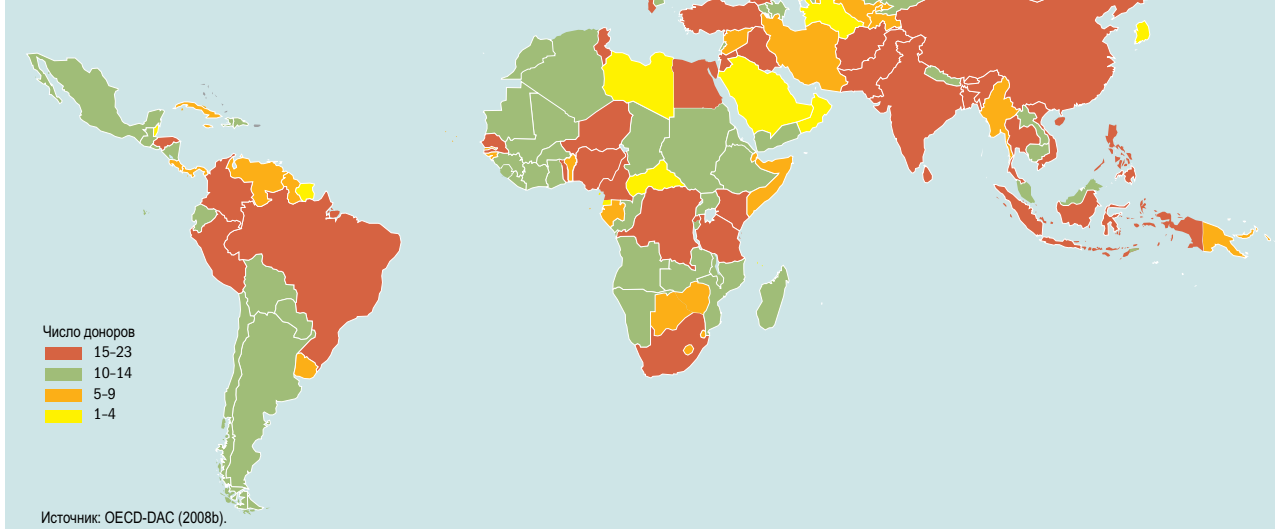 Число доноров
15–23
10–14
5–9
1–4
Источник: OECD-DAC (2008b).